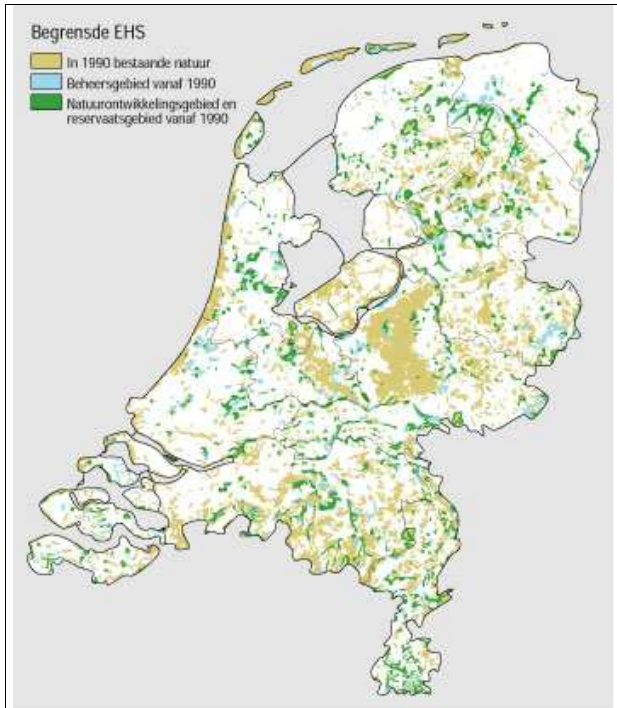 Begrensde EHS
In 1990 bestaande natuur
Beheersgebied vanaf 1990
Natuurontwikkelingsgebied en
reservaatsgebied vanaf 1990